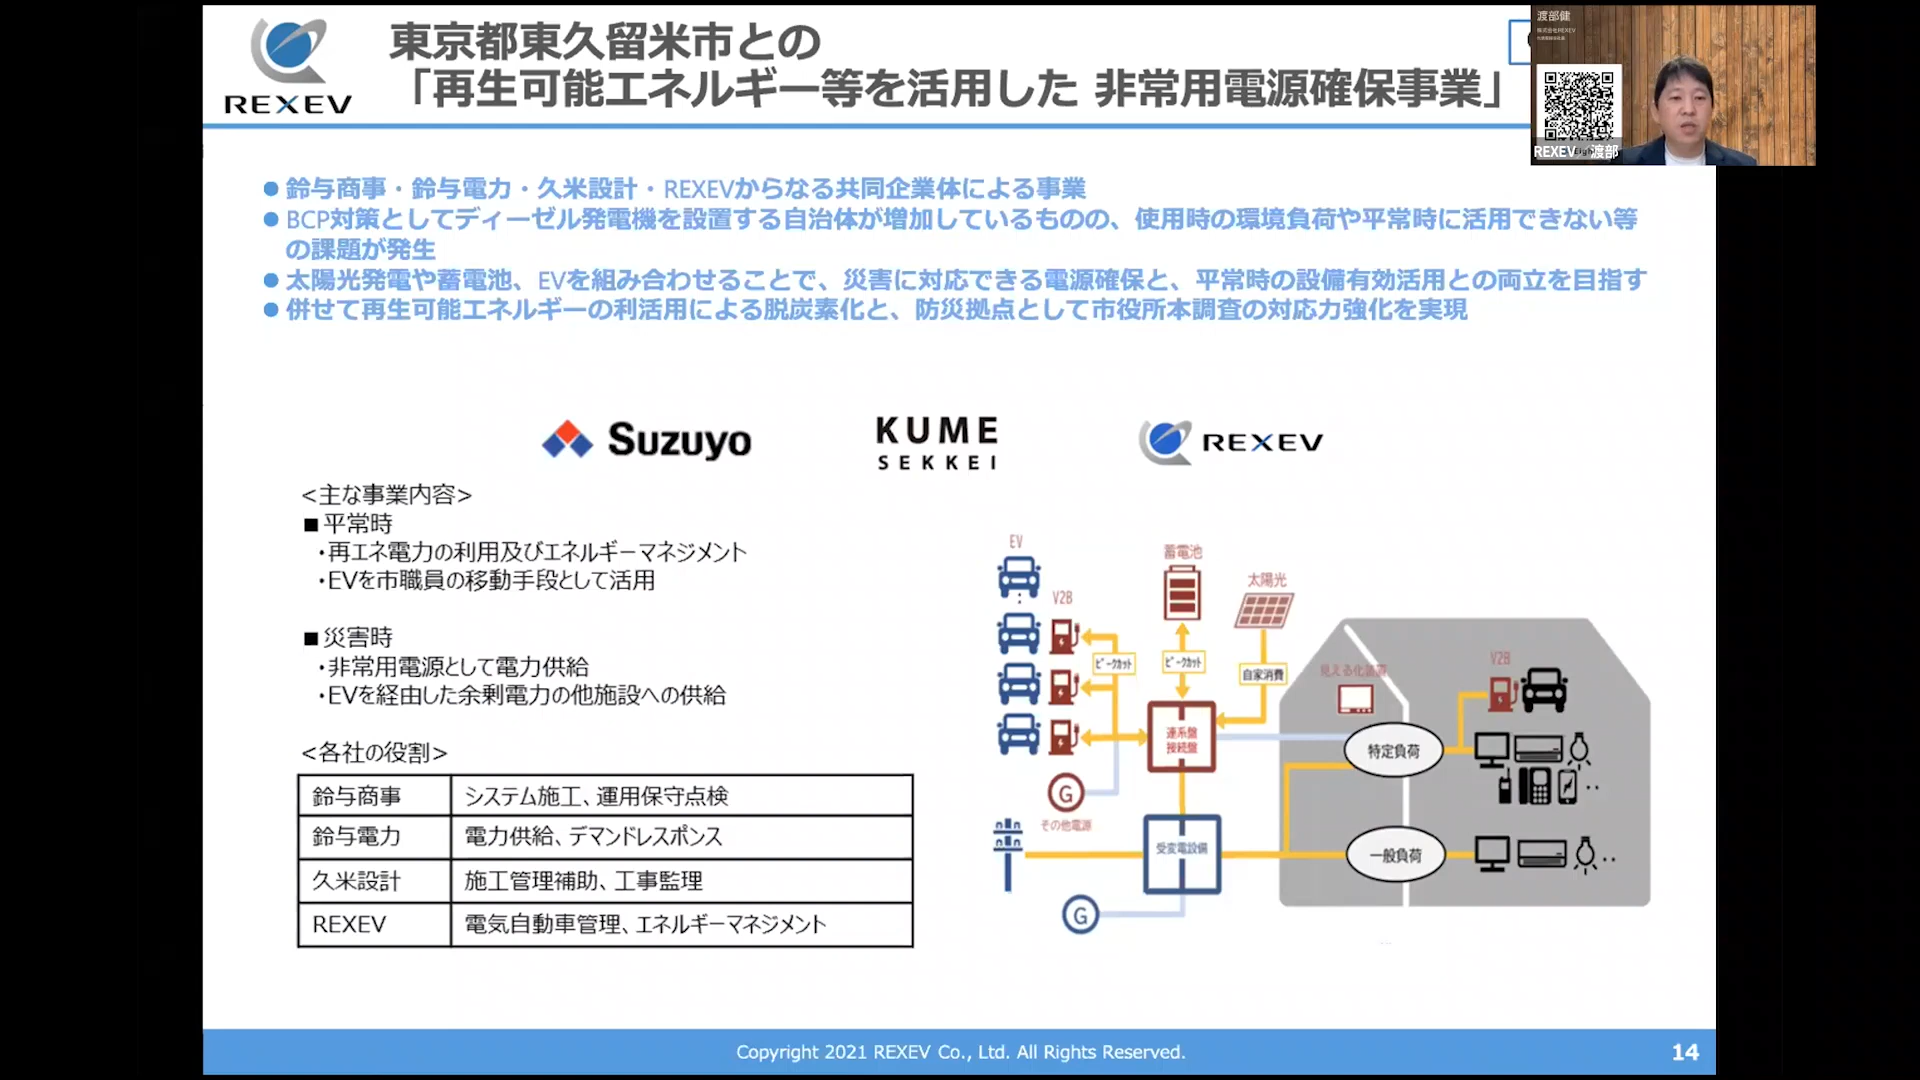 REXEV
東京都東久留米市との
「再生可能エネルギー等を活用した 非常用電源確保事業」
渡部健
株式会社REXEV
REXEV 渡部
● 鈴与商事・鈴与電力・久米設計・REXEVからなる共同企業体による事業
● BCP対策としてディーゼル発電機を設置する自治体が増加しているものの、使用時の環境負荷や平常時に活用できない等
の課題が発生
● 太陽光発電や蓄電池、EVを組み合わせることで、災害に対応できる電源確保と、平常時の設備有効活用との両立を目指す
● 併せて再生可能エネルギーの利活用による脱炭素化と、防災拠点として市役所本調査の対応力強化を実現
Suzuyo
KUME
SEKKEI
REXEV
<主な事業内容>
■ 平常時
・再エネ電力の利用及びエネルギーマネジメント
・EVを市職員の移動手段として活用
■ 災害時
・非常用電源として電力供給
・EVを経由した余剰電力の他施設への供給
<各社の役割>
鈴与商事 システム施工、運用保守点検
鈴与電力 電力供給、デマンドレスポンス
久米設計 施工管理補助、工事監理
REXEV 電気自動車管理、エネルギーマネジメント
EV
V2B
蓄電池
太陽光
ピークカット
ピークカット
自家消費
見える化装置
V2B
連系盤
接続盤
特定負荷
G
その他電源
受変電設備
一般負荷
G
Copyright 2021 REXEV Co., Ltd. All Rights Reserved.
14